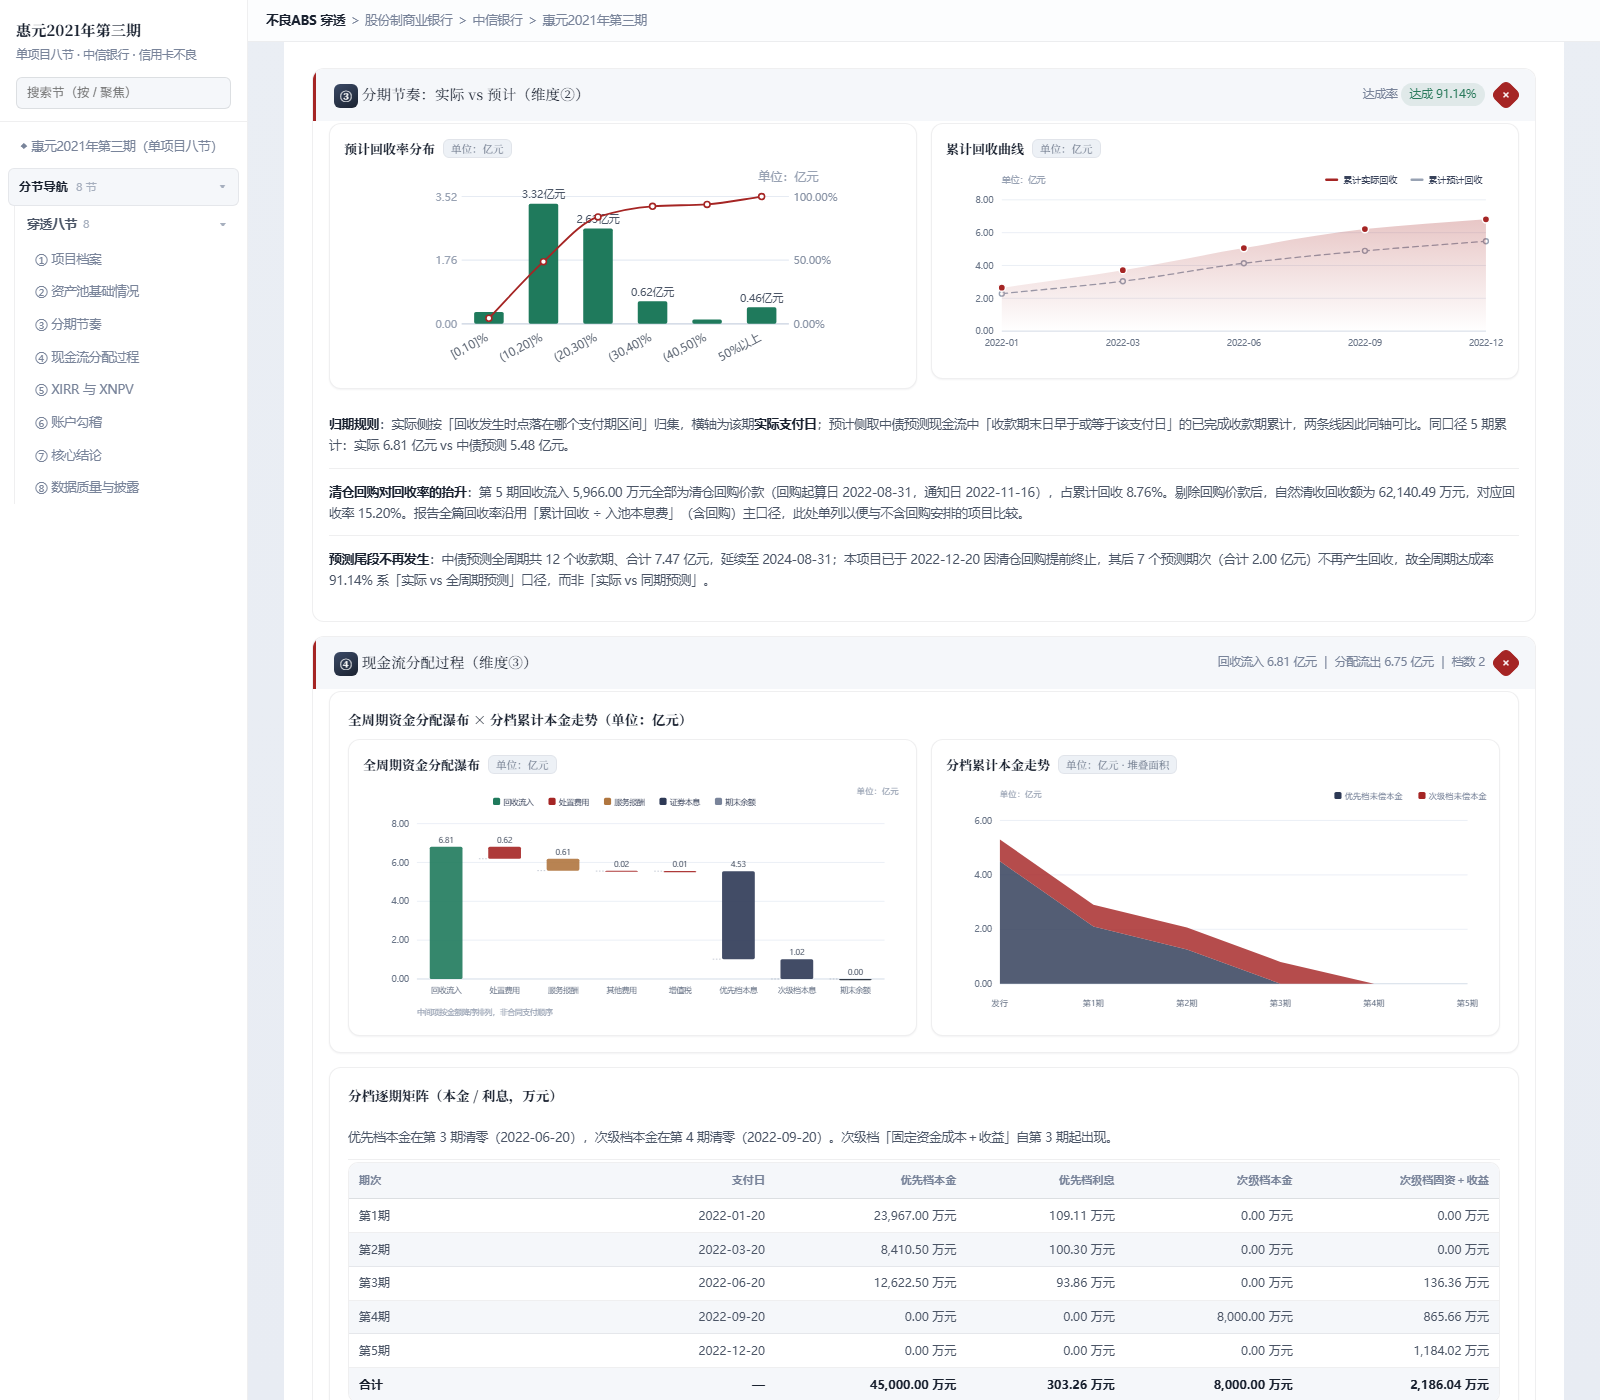 惠元2021年第三期
单项目八节 · 中信银行 · 信用卡不良
搜索节（按 / 聚焦）
◆ 惠元2021年第三期（单项目八节）
分节导航 8 节
穿透八节 8
① 项目档案
② 资产池基础情况
③ 分期节奏
④ 现金流分配过程
⑤ XIRR 与 XNPV
⑥ 账户勾稽
⑦ 核心结论
⑧ 数据质量与披露
不良ABS 穿透 > 股份制商业银行 > 中信银行 > 惠元2021年第三期
③ 分期节奏：实际 vs 预计（维度②）
达成率 达成 91.14%
预计回收率分布 单位：亿元
单位：亿元
3.52
1.76
0.00
3.32亿元
2.65亿元
0.62亿元
0.46亿元
100.00%
50.00%
0.00%
[0,10]%
(10,20]%
(20,30]%
(30,40]%
(40,50]%
50%以上
累计回收曲线 单位：亿元
单位：亿元
累计实际回收 累计预计回收
8.00
6.00
4.00
2.00
0.00
2022-01 2022-03 2022-06 2022-09 2022-12
归期规则：实际侧按「回收发生时点落在哪个支付期区间」归集，横轴为该期实际支付日；预计侧取中债预测现金流中「收款期末日早于或等于该支付日」的已完成收款期累计，两条线因此同轴可比。同口径 5 期累
计：实际 6.81 亿元 vs 中债预测 5.48 亿元。
清仓回购对回收率的抬升：第 5 期回收流入 5,966.00 万元全部为清仓回购价款（回购起算日 2022-08-31，通知日 2022-11-16），占累计回收 8.76%。剔除回购价款后，自然清收回收额为 62,140.49 万元，对应回
收率 15.20%。报告全篇回收率沿用「累计回收 ÷ 入池本息费」（含回购）主口径，此处单列以便与不含回购安排的项目比较。
预测尾段不再发生：中债预测全周期共 12 个收款期、合计 7.47 亿元，延续至 2024-08-31；本项目已于 2022-12-20 因清仓回购提前终止，其后 7 个预测期次（合计 2.00 亿元）不再产生回收，故全周期达成率
91.14% 系「实际 vs 全周期预测」口径，而非「实际 vs 同期预测」。
④ 现金流分配过程（维度③）
回收流入 6.81 亿元 | 分配流出 6.75 亿元 | 档数 2
全周期资金分配瀑布 × 分档累计本金走势（单位：亿元）
全周期资金分配瀑布 单位：亿元
单位：亿元
回收流入 处置费用 服务报酬 证券本息 期末余额
8.00
6.00
4.00
2.00
0.00
6.81
0.62
0.61
0.02
0.01
4.53
1.02
0.00
回收流入 处置费用 服务报酬 其他费用 增值税 优先档本息 次级档本息 期末余额
中间项按金额降序排列，非合同支付顺序
分档累计本金走势 单位：亿元 · 堆叠面积
单位：亿元
优先档未偿本金 次级档未偿本金
6.00
4.00
2.00
0.00
发行 第1期 第2期 第3期 第4期 第5期
分档逐期矩阵（本金 / 利息，万元）
优先档本金在第 3 期清零（2022-06-20），次级档本金在第 4 期清零（2022-09-20）。次级档「固定资金成本 + 收益」自第 3 期起出现。
期次 支付日 优先档本金 优先档利息 次级档本金 次级档固资 + 收益
第1期 2022-01-20 23,967.00 万元 109.11 万元 0.00 万元 0.00 万元
第2期 2022-03-20 8,410.50 万元 100.30 万元 0.00 万元 0.00 万元
第3期 2022-06-20 12,622.50 万元 93.86 万元 0.00 万元 136.36 万元
第4期 2022-09-20 0.00 万元 0.00 万元 8,000.00 万元 865.66 万元
第5期 2022-12-20 0.00 万元 0.00 万元 0.00 万元 1,184.02 万元
合计 — 45,000.00 万元 303.26 万元 8,000.00 万元 2,186.04 万元